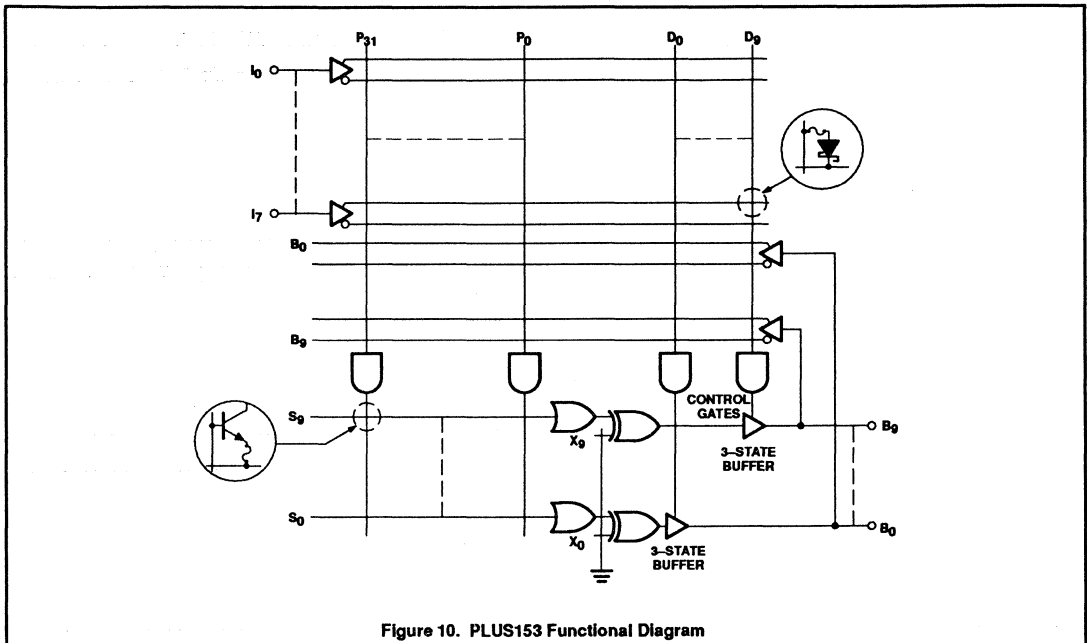 P31 P0 D0 D9
I0
I7
B0
B9
CONTROL
GATES
S9
X9
B9
3–STATE
BUFFER
S0
X0
B0
3–STATE
BUFFER
Figure 10. PLUS153 Functional Diagram